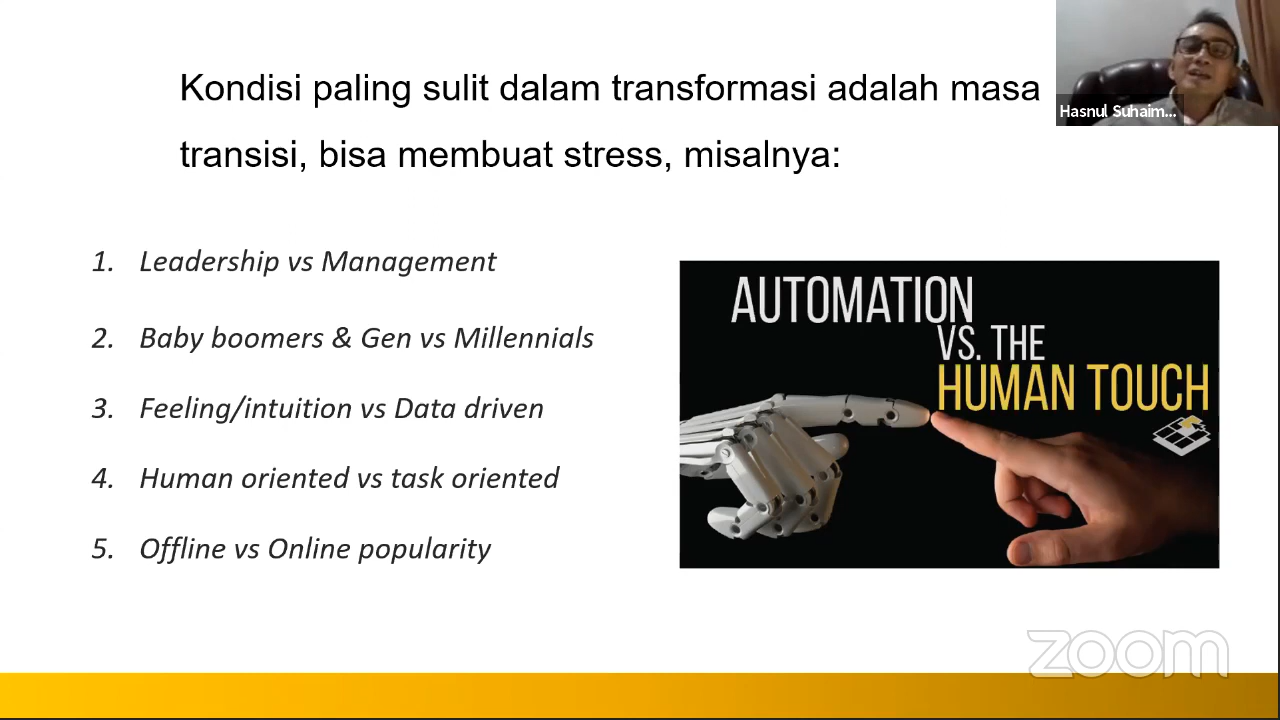 Kondisi paling sulit dalam transformasi adalah masa
transisi, bisa membuat stress, misalnya:
Hasnul Suhaim...
1. Leadership vs Management
2. Baby boomers & Gen vs Millennials
3. Feeling/intuition vs Data driven
4. Human oriented vs task oriented
5. Offline vs Online popularity
AUTOMATION
VS. THE
HUMAN TOUCH
zoom